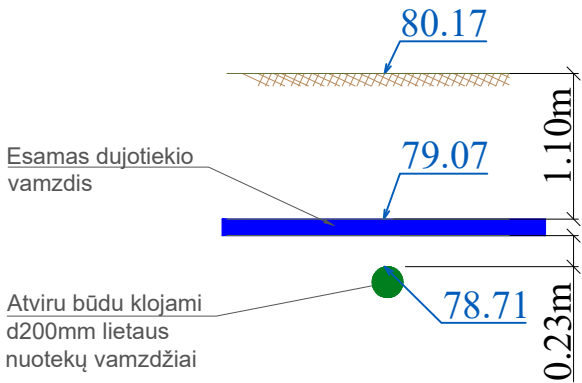 80.17
1.10m
Esamas dujotiekio
vamzdis
79.07
Atviru būdu klojami
d200mm lietaus
nuotekų vamzdžiai
78.71
0.23m